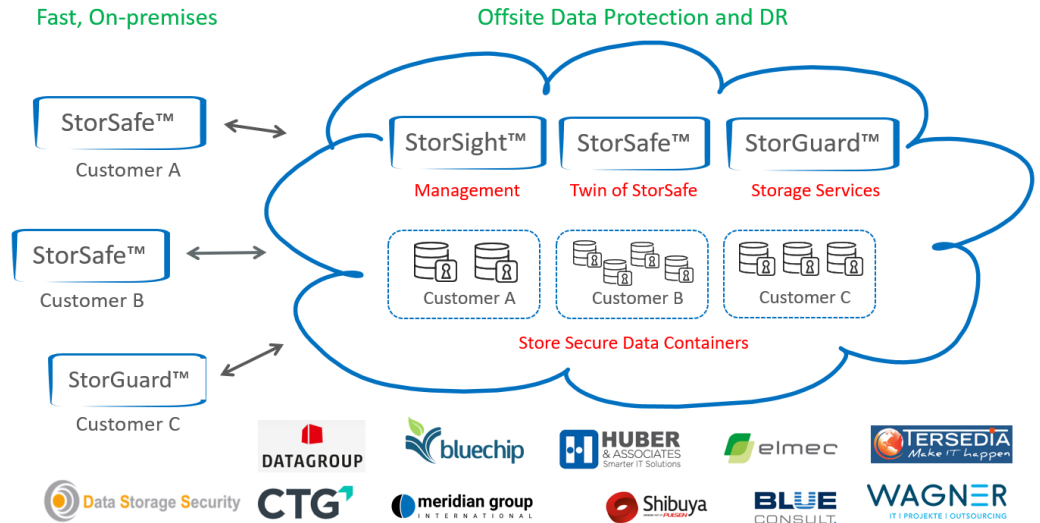 Fast, On-premises
Offsite Data Protection and DR
StorSafe™
Customer A
StorSafe™
Customer B
StorGuard™
Customer C
StorSight™
StorSafe™
StorGuard™
Management
Twin of StorSafe
Storage Services
Customer A
Customer B
Customer C
Store Secure Data Containers
DATAGROUP
bluechip
HUBER
& ASSOCIATES
Smarter IT Solutions
elmec
TERSEDIA
Make IT happen
Data Storage Security
CTG
meridian group
INTERNATIONAL
Shibuya
BLUE
CONSULT.
WAGNER
IT | PROJEKTE | OUTSOURCING